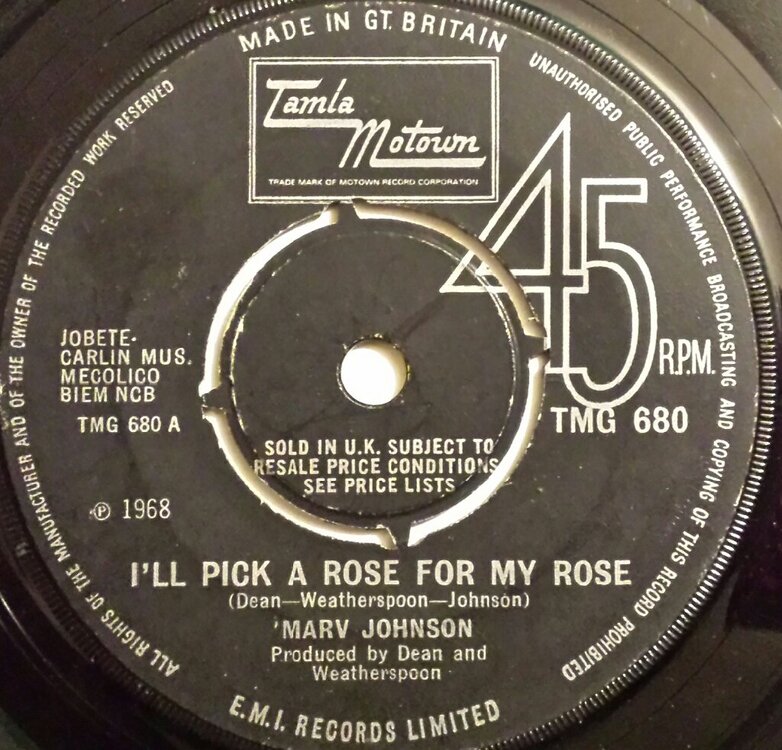 MADE IN GT. BRITAIN
Tamla
Motown
TRADE MARK OF MOTOWN RECORD CORPORATION
45
R.P.M.
TMG 680
JOBETE-
CARLIN MUS.
MECOLICO
BIEM NCB
TMG 680 A
℗ 1968
SOLD IN U.K. SUBJECT TO
RESALE PRICE CONDITIONS
SEE PRICE LISTS
I'LL PICK A ROSE FOR MY ROSE
(Dean—Weatherspoon—Johnson)
'MARV JOHNSON
Produced by Dean and
Weatherspoon
E.M.I. RECORDS LIMITED
ALL RIGHTS OF THE MANUFACTURER AND OF THE OWNER OF THE RECORDED WORK RESERVED
UNAUTHORISED PUBLIC PERFORMANCE BROADCASTING AND COPYING OF THIS RECORD PROHIBITED